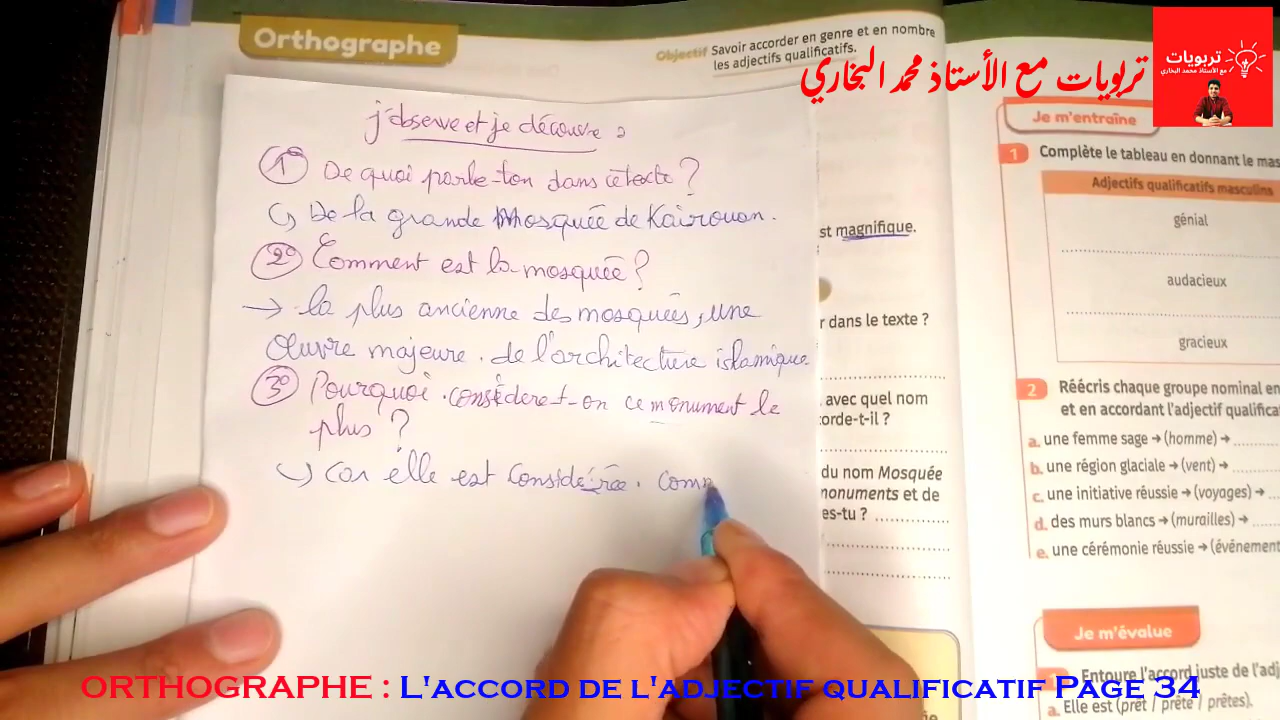 Orthographe
Objectif Savoir accorder en genre et en nombre
les adjectifs qualificatifs.
تربويات مع الأستاذ محمد البخاري
تربويات
مع الأستاذ محمد البخاري
j'observe et je découvre :
1° De quoi parle-ton dans ce texte ?
De la grande Mosquée de Kairouan.
2° Comment est la mosquée ?
→ la plus ancienne des mosquées, une
Œuvre majeure. de l'architecture islamique
3° Pourquoi considère-t-on ce monument le
plus ?
Car elle est considérée. comm
st magnifique.
r dans le texte ?
avec quel nom
corde-t-il ?
du nom Mosquée
monuments et de
es-tu ?
Je m'entraîne
1 Complète le tableau en donnant le mas
Adjectifs qualificatifs masculins
génial
audacieux
gracieux
2 Réécris chaque groupe nominal en
et en accordant l'adjectif qualifica
a. une femme sage → (homme) →
b. une région glaciale → (vent) →
c. une initiative réussie → (voyages) →
d. des murs blancs → (murailles) →
e. une cérémonie réussie → (événement
Je m'évalue
Entoure l'accord juste de l'adj
a. Elle est (prêt / prête / prêtes).
ORTHOGRAPHE : L'accord de l'adjectif qualificatif Page 34